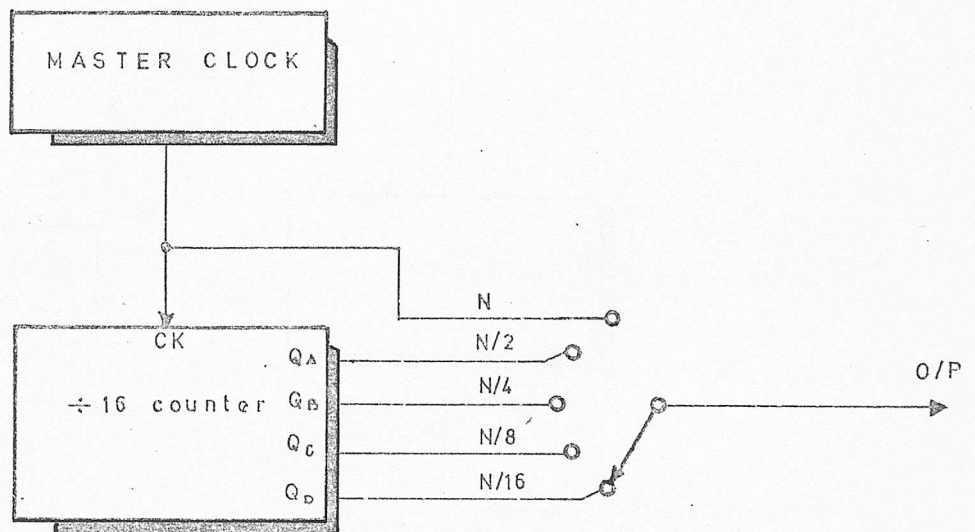 MASTER CLOCK
N
CK
N/2
QA
O/P
÷16 counter
QB
N/4
QC
N/8
QD
N/16